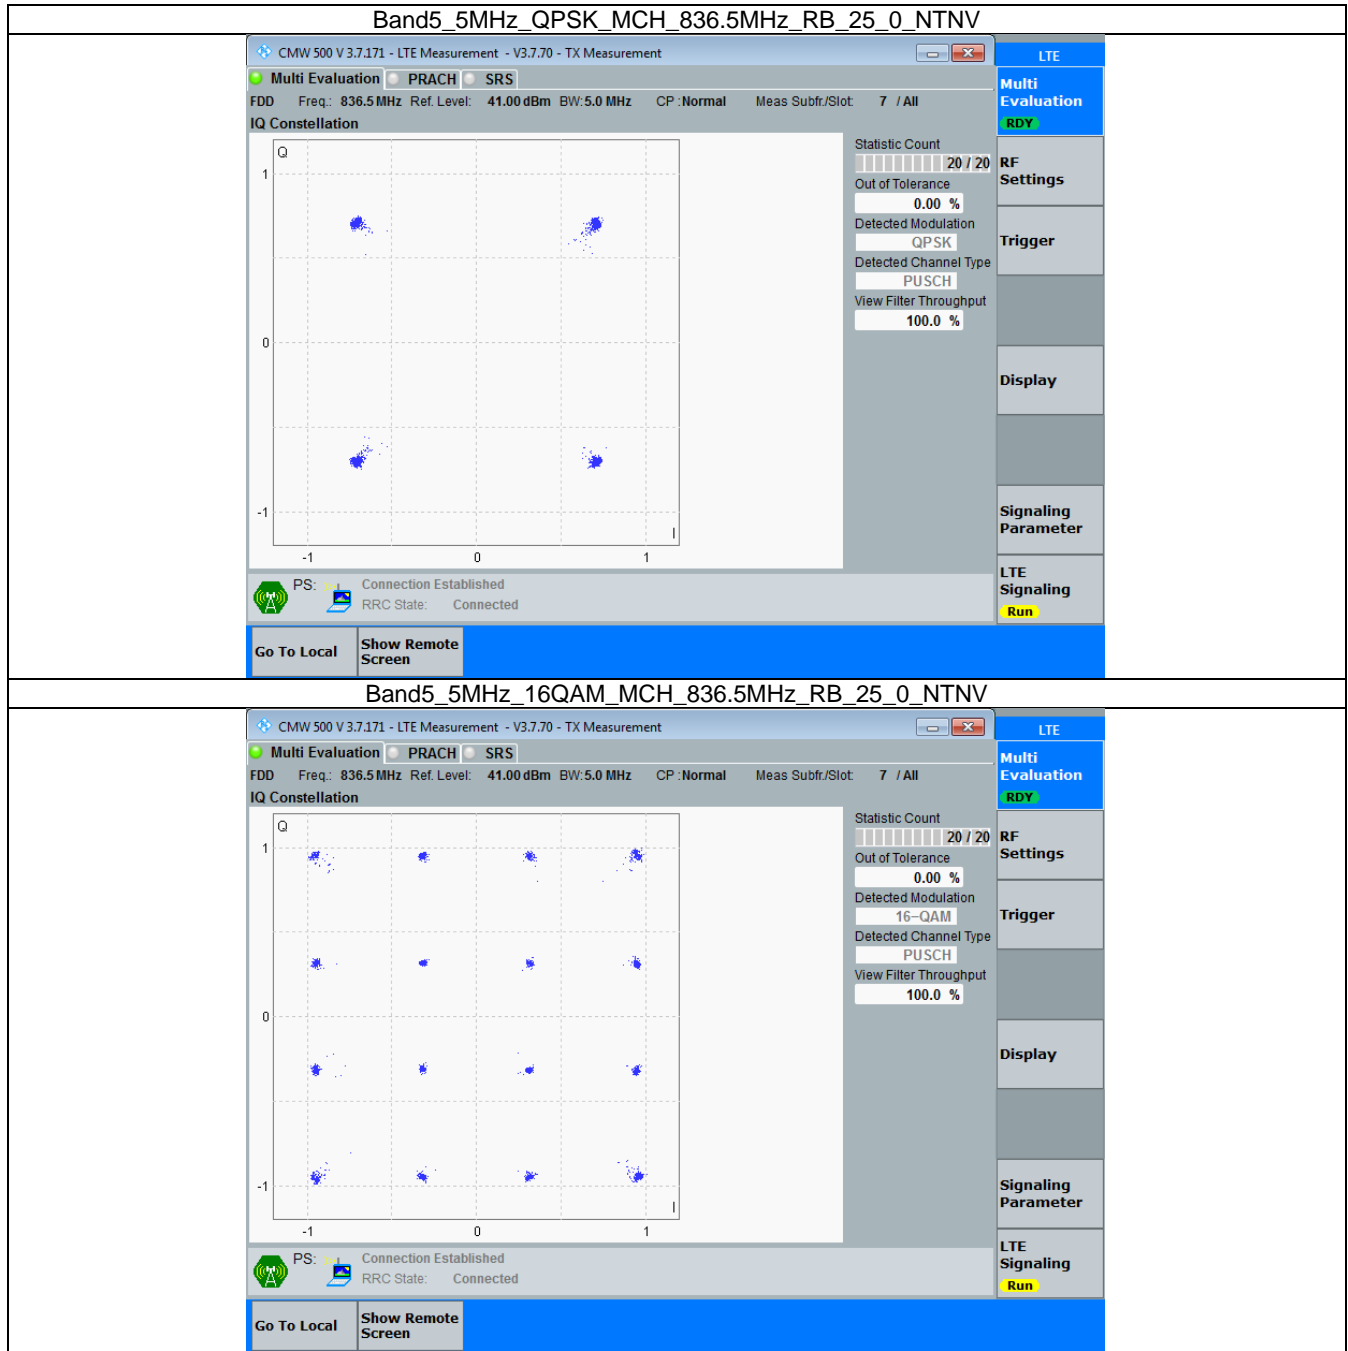 Band5_5MHz_QPSK_MCH_836.5MHz_RB_25_0_NTNV
CMW 500 V 3.7.171 - LTE Measurement - V3.7.70 - TX Measurement
LTE
Multi Evaluation PRACH SRS
FDD Freq.: 836.5 MHz Ref. Level: 41.00 dBm BW: 5.0 MHz CP : Normal Meas Subfr./Slot: 7 / All
IQ Constellation
Q
1
0
-1
I
-1 0 1
Statistic Count
20 / 20
Out of Tolerance
0.00 %
Detected Modulation
QPSK
Detected Channel Type
PUSCH
View Filter Throughput
100.0 %
Multi
Evaluation
RDY
RF
Settings
Trigger
Display
Signaling
Parameter
LTE
Signaling
Run
PS: Connection Established
RRC State: Connected
Go To Local
Show Remote
Screen
Band5_5MHz_16QAM_MCH_836.5MHz_RB_25_0_NTNV
CMW 500 V 3.7.171 - LTE Measurement - V3.7.70 - TX Measurement
LTE
Multi Evaluation PRACH SRS
FDD Freq.: 836.5 MHz Ref. Level: 41.00 dBm BW: 5.0 MHz CP : Normal Meas Subfr./Slot: 7 / All
IQ Constellation
Q
1
0
-1
I
-1 0 1
Statistic Count
20 / 20
Out of Tolerance
0.00 %
Detected Modulation
16-QAM
Detected Channel Type
PUSCH
View Filter Throughput
100.0 %
Multi
Evaluation
RDY
RF
Settings
Trigger
Display
Signaling
Parameter
LTE
Signaling
Run
PS: Connection Established
RRC State: Connected
Go To Local
Show Remote
Screen